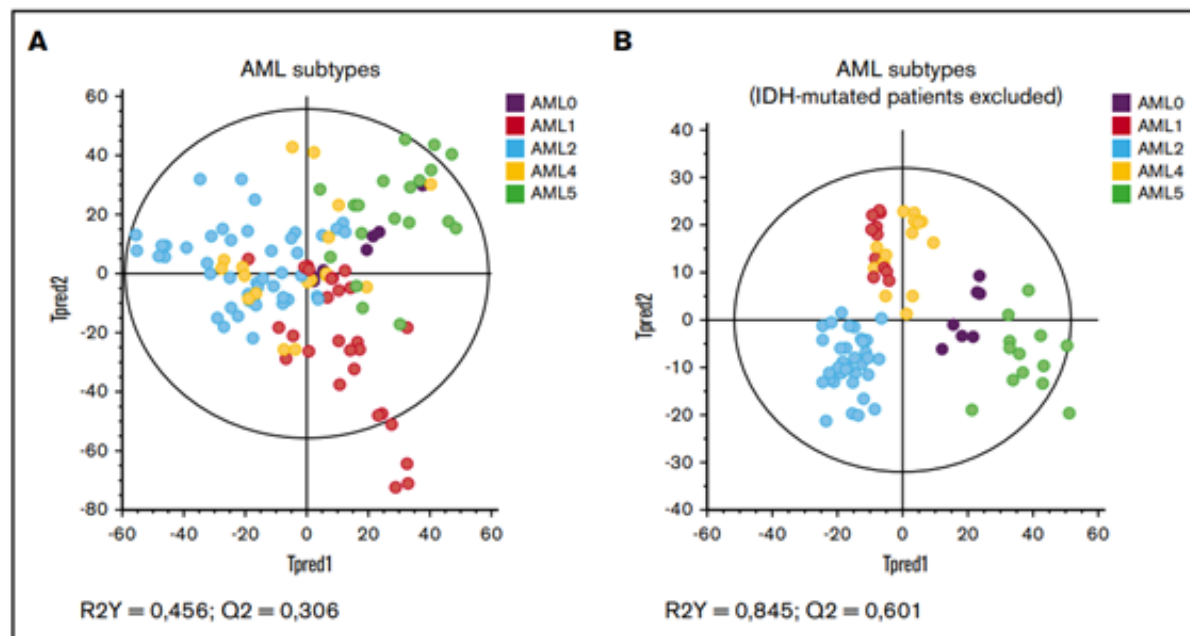 A
AML subtypes
60
40
20
0
-20
-40
-60
-80
-60
-40
-20
0
20
40
60
Tpred2
Tpred1
AML0
AML1
AML2
AML4
AML5
R2Y = 0,456; Q2 = 0,306
B
AML subtypes
(IDH-mutated patients excluded)
40
30
20
10
0
-10
-20
-30
-40
-60
-40
-20
0
20
40
60
Tpred2
Tpred1
AML0
AML1
AML2
AML4
AML5
R2Y = 0,845; Q2 = 0,601